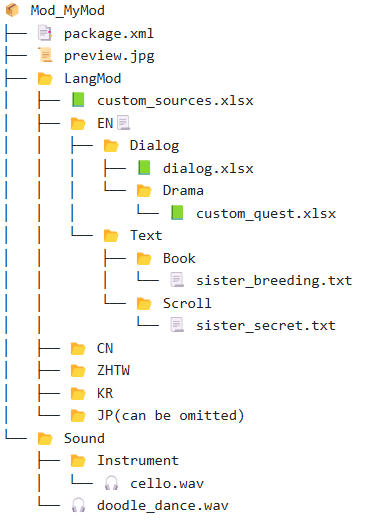 Mod_MyMod
package.xml
preview.jpg
LangMod
custom_sources.xlsx
EN
Dialog
dialog.xlsx
Drama
custom_quest.xlsx
Text
Book
sister_breeding.txt
Scroll
sister_secret.txt
CN
ZHTW
KR
JP(can be omitted)
Sound
Instrument
cello.wav
doodle_dance.wav